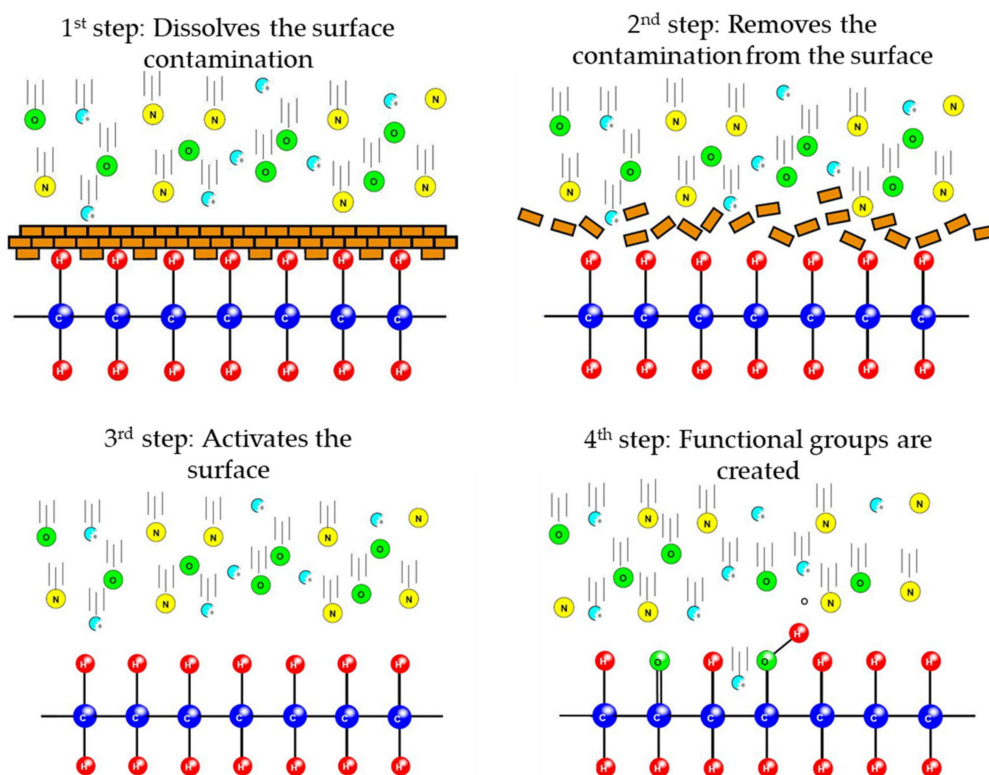 1st step: Dissolves the surface
contamination
N
O N N N
O O
O O O
N N O N
N
H H H H H H H
C C C C C C C
H H H H H H H
2nd step: Removes the
contamination from the surface
N
O N N N
O O
O O O
N N O N
N
H H H H H H H
C C C C C C C
H H H H H H H
3rd step: Activates the
surface
N
O N N N
O O
O O O
N N O N
N
H H H H H H H
C C C C C C C
H H H H H H H
4th step: Functional groups are
created
N
N N N
O O
O O O N
N N O N
H
H O H O H H H
C C C C C C C
H H H H H H H